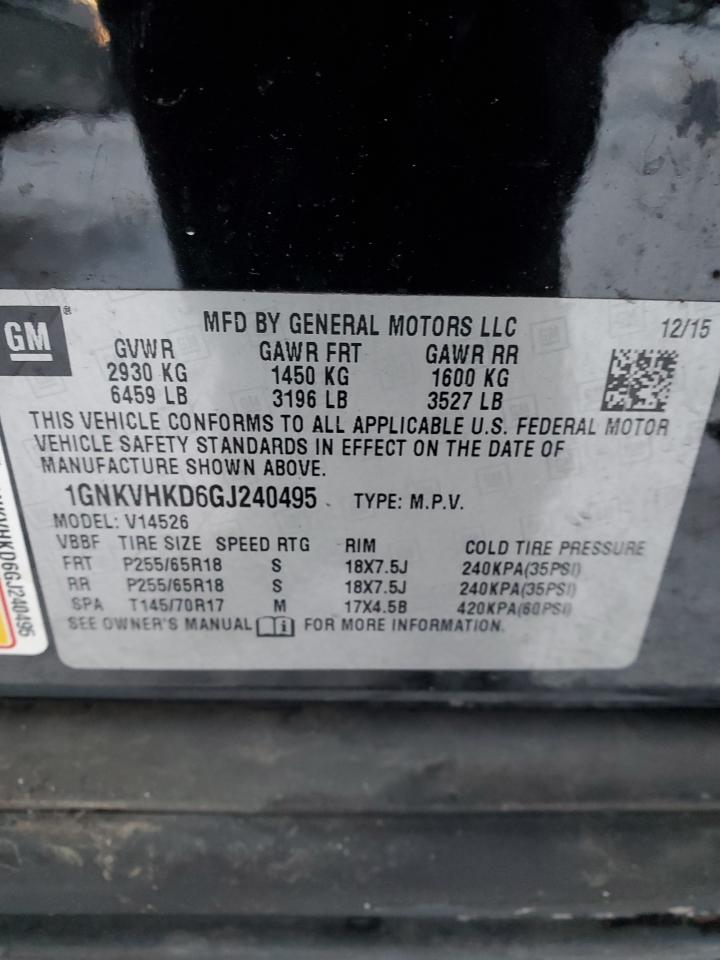 GM ®
MFD BY GENERAL MOTORS LLC 12/15
GVWR GAWR FRT GAWR RR
2930 KG 1450 KG 1600 KG
6459 LB 3196 LB 3527 LB
THIS VEHICLE CONFORMS TO ALL APPLICABLE U.S. FEDERAL MOTOR
VEHICLE SAFETY STANDARDS IN EFFECT ON THE DATE OF
MANUFACTURE SHOWN ABOVE.
1GNKVHKD6GJ240495 TYPE: M.P.V.
MODEL: V14526
VBBF TIRE SIZE SPEED RTG RIM COLD TIRE PRESSURE
FRT P255/65R18 S 18X7.5J 240KPA(35PSI)
RR P255/65R18 S 18X7.5J 240KPA(35PSI)
SPA T145/70R17 M 17X4.5B 420KPA(60PSI)
SEE OWNER'S MANUAL i FOR MORE INFORMATION.